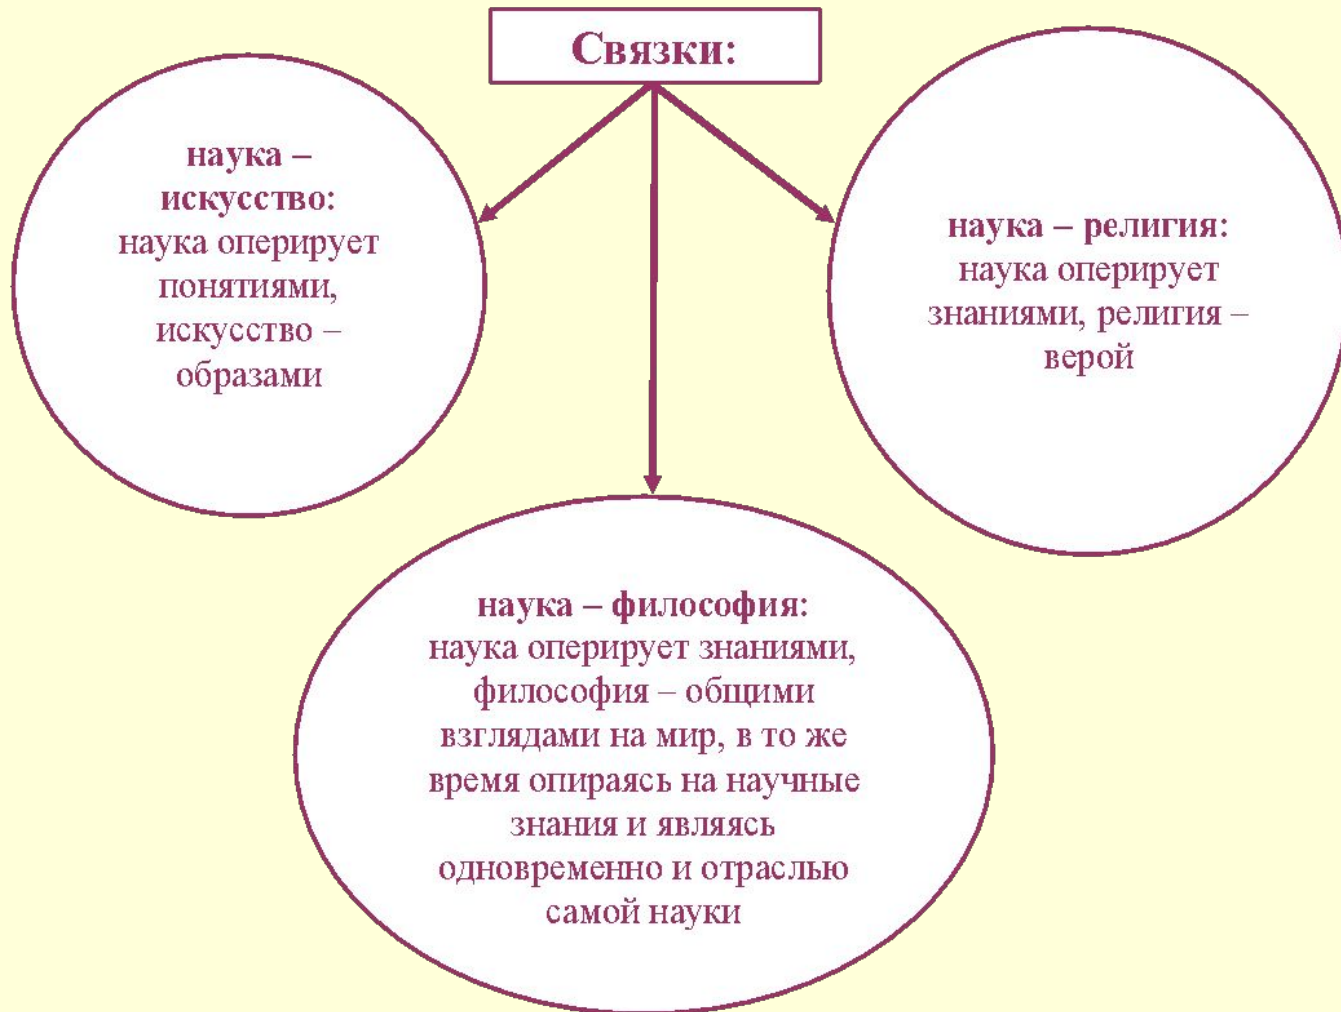 Связки:
наука –
искусство:
наука оперирует
понятиями,
искусство –
образами
наука – религия:
наука оперирует
знаниями, религия –
верой
наука – философия:
наука оперирует знаниями,
философия – общими
взглядами на мир, в то же
время опираясь на научные
знания и являясь
одновременно и отраслью
самой науки